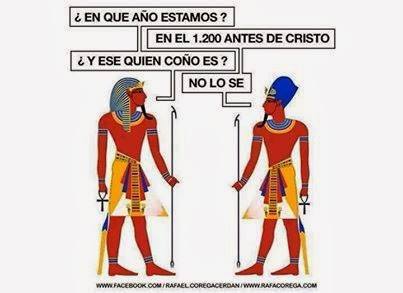 ¿ EN QUE AÑO ESTAMOS ?
EN EL 1.200 ANTES DE CRISTO
¿ Y ESE QUIEN COÑO ES ?
NO LO SE
WWW.FACEBOOK.COM / RAFAEL.COREGACERDAN / WWW.RAFACOREGA.COM